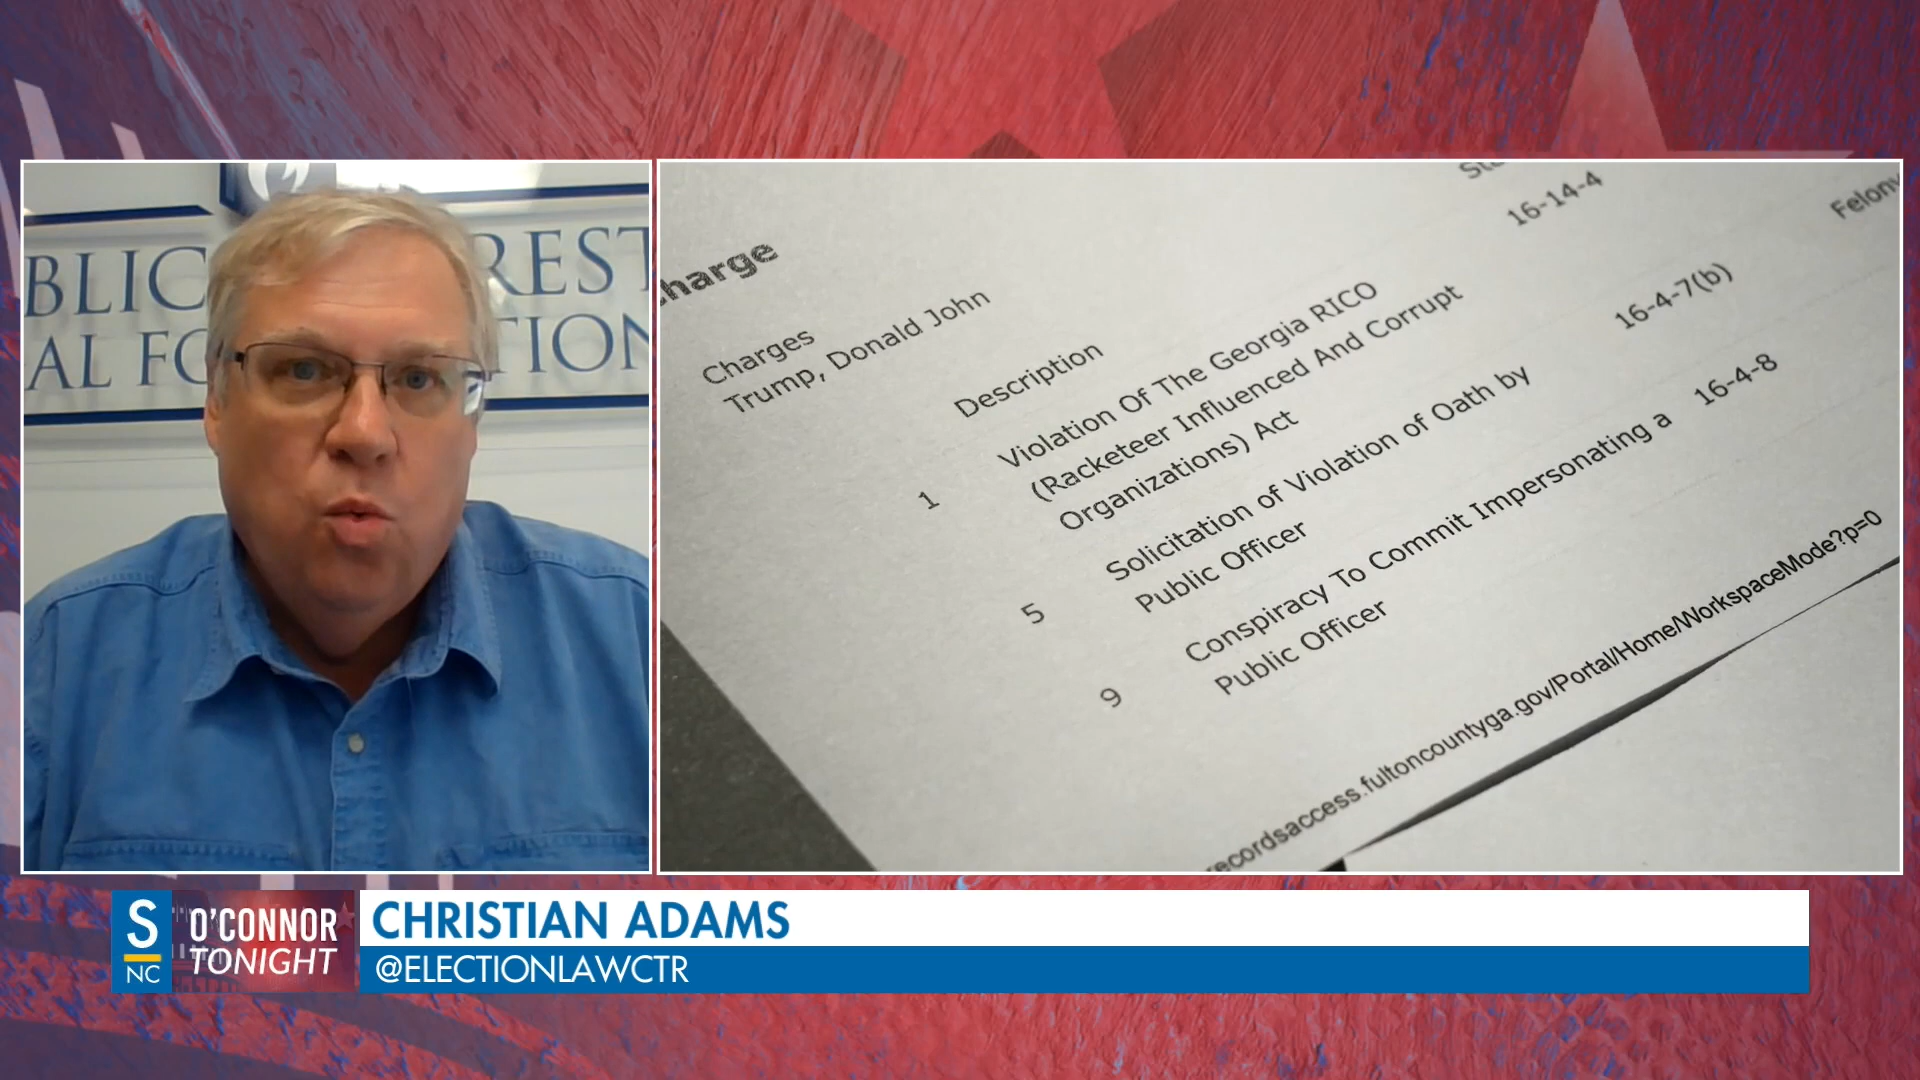 BLIC REST
AL FO TION
harge
Charges
Trump, Donald John
Description
1 Violation Of The Georgia RICO 16-14-4 Felony
(Racketeer Influenced And Corrupt
Organizations) Act
5 Solicitation of Violation of Oath by 16-4-7(b)
Public Officer
9 Conspiracy To Commit Impersonating a 16-4-8
Public Officer
recordsaccess.fultoncountyga.gov/Portal/Home/WorkspaceMode?p=0
S
NC
O'CONNOR
TONIGHT
CHRISTIAN ADAMS
@ELECTIONLAWCTR